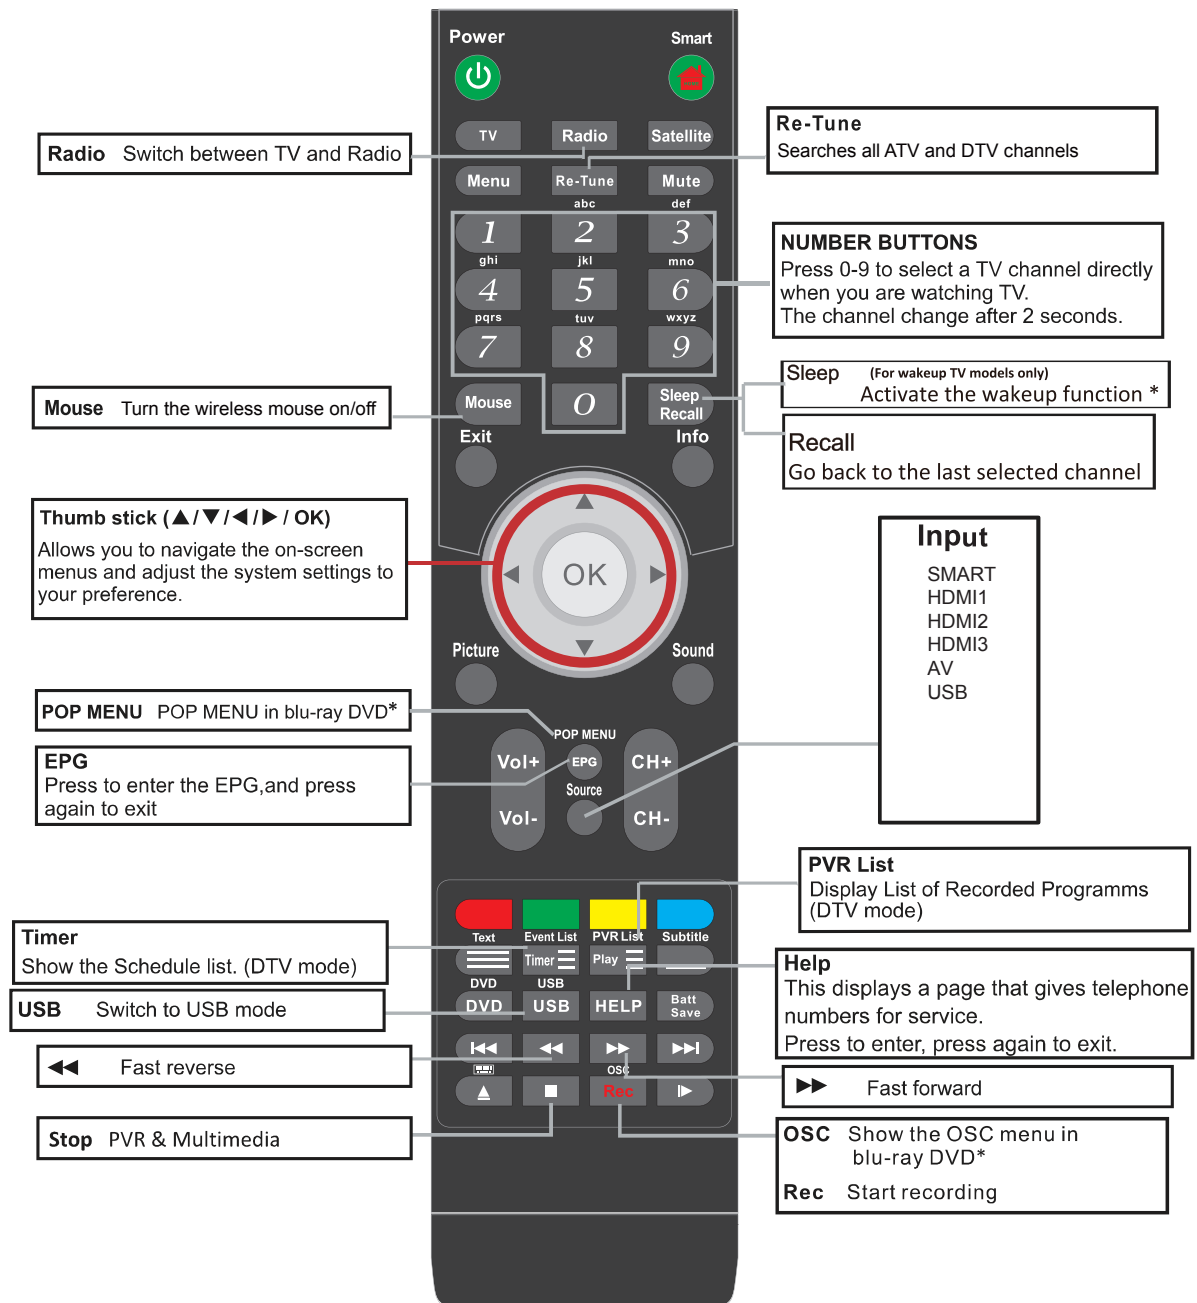 Power
Smart
TV
Radio
Satellite
Menu
Re-Tune
Mute
abc
def
1
2
3
ghi
jkl
mno
4
5
6
pqrs
tuv
wxyz
7
8
9
Mouse
0
Sleep
Recall
Exit
Info
OK
Picture
Sound
POP MENU
Vol+
EPG
CH+
Source
Vol-
CH-
Text
Event List
PVR List
Subtitle
Timer
Play
DVD
USB
DVD
USB
HELP
Batt
Save
OSC
Rec
Radio Switch between TV and Radio
Mouse Turn the wireless mouse on/off
Thumb stick (▲/▼/◀/▶ / OK)
Allows you to navigate the on-screen
menus and adjust the system settings to
your preference.
POP MENU POP MENU in blu-ray DVD*
EPG
Press to enter the EPG,and press
again to exit
Timer
Show the Schedule list. (DTV mode)
USB Switch to USB mode
◀◀ Fast reverse
Stop PVR & Multimedia
Re-Tune
Searches all ATV and DTV channels
NUMBER BUTTONS
Press 0-9 to select a TV channel directly
when you are watching TV.
The channel change after 2 seconds.
Sleep (For wakeup TV models only)
Activate the wakeup function *
Recall
Go back to the last selected channel
Input
SMART
HDMI1
HDMI2
HDMI3
AV
USB
PVR List
Display List of Recorded Programms
(DTV mode)
Help
This displays a page that gives telephone
numbers for service.
Press to enter, press again to exit.
▶▶ Fast forward
OSC Show the OSC menu in
blu-ray DVD*
Rec Start recording